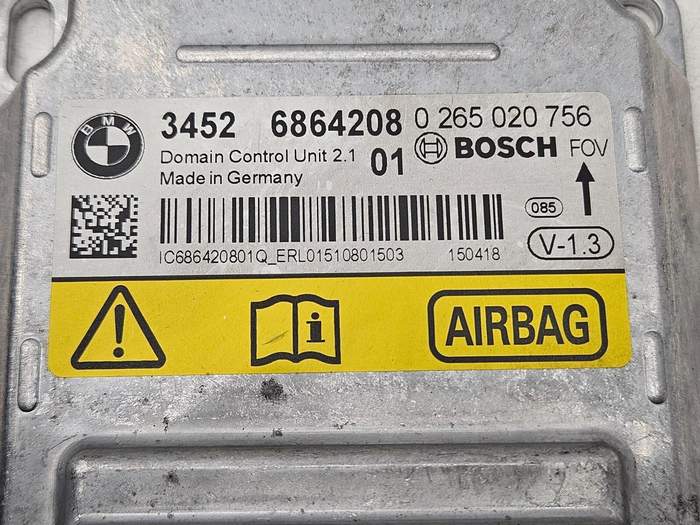 BMW
3452 6864208 0 265 020 756
Domain Control Unit 2.1 01 BOSCH FOV
Made in Germany
085
IC686420801Q_ERL01510801503 150418
V-1.3
i
AIRBAG